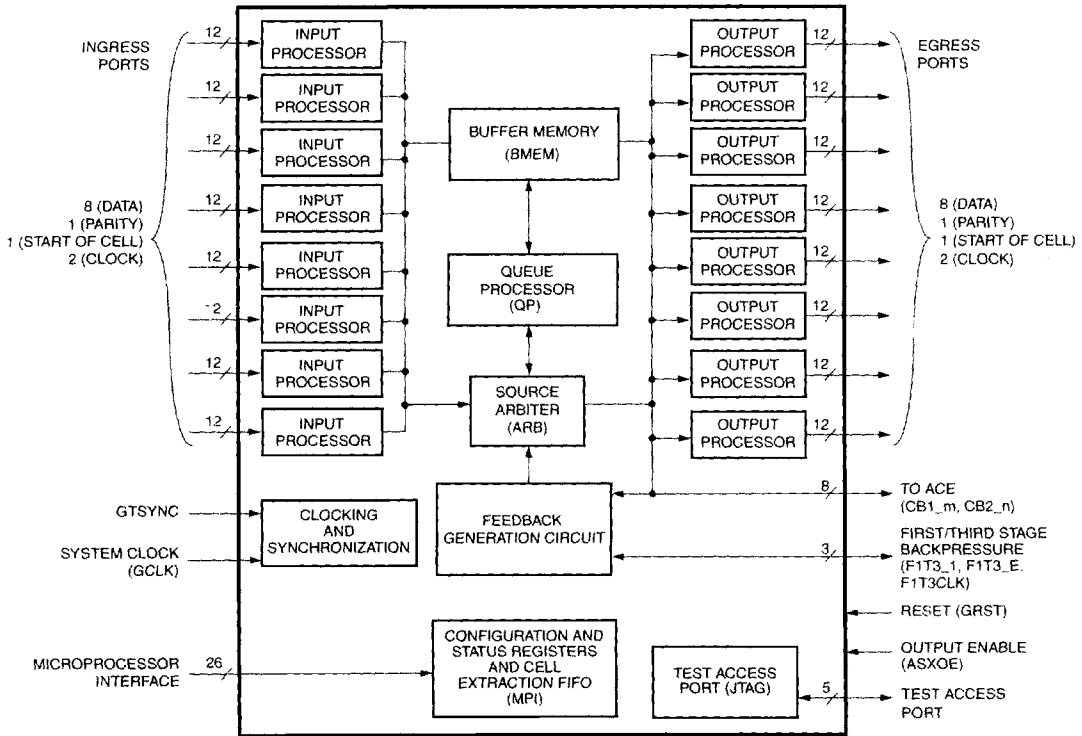 INGRESS
PORTS
8 (DATA)
1 (PARITY)
1 (START OF CELL)
2 (CLOCK)
12
12
12
12
12
-2
12
12
INPUT
PROCESSOR
INPUT
PROCESSOR
INPUT
PROCESSOR
INPUT
PROCESSOR
INPUT
PROCESSOR
INPUT
PROCESSOR
INPUT
PROCESSOR
INPUT
PROCESSOR
BUFFER MEMORY
(BMEM)
QUEUE
PROCESSOR
(QP)
SOURCE
ARBITER
(ARB)
FEEDBACK
GENERATION CIRCUIT
OUTPUT
PROCESSOR
OUTPUT
PROCESSOR
OUTPUT
PROCESSOR
OUTPUT
PROCESSOR
OUTPUT
PROCESSOR
OUTPUT
PROCESSOR
OUTPUT
PROCESSOR
OUTPUT
PROCESSOR
12
12
12
12
12
12
12
12
EGRESS
PORTS
8 (DATA)
1 (PARITY)
1 (START OF CELL)
2 (CLOCK)
GTSYNC
SYSTEM CLOCK
(GCLK)
CLOCKING
AND
SYNCHRONIZATION
8
TO ACE
(CB1_m, CB2_n)
3
FIRST/THIRD STAGE
BACKPRESSURE
(F1T3_1, F1T3_E,
F1T3CLK)
RESET (GRST)
OUTPUT ENABLE
(ASXOE)
MICROPROCESSOR
INTERFACE
26
CONFIGURATION AND
STATUS REGISTERS
AND CELL
EXTRACTION FIFO
(MPI)
TEST ACCESS
PORT (JTAG)
5
TEST ACCESS
PORT